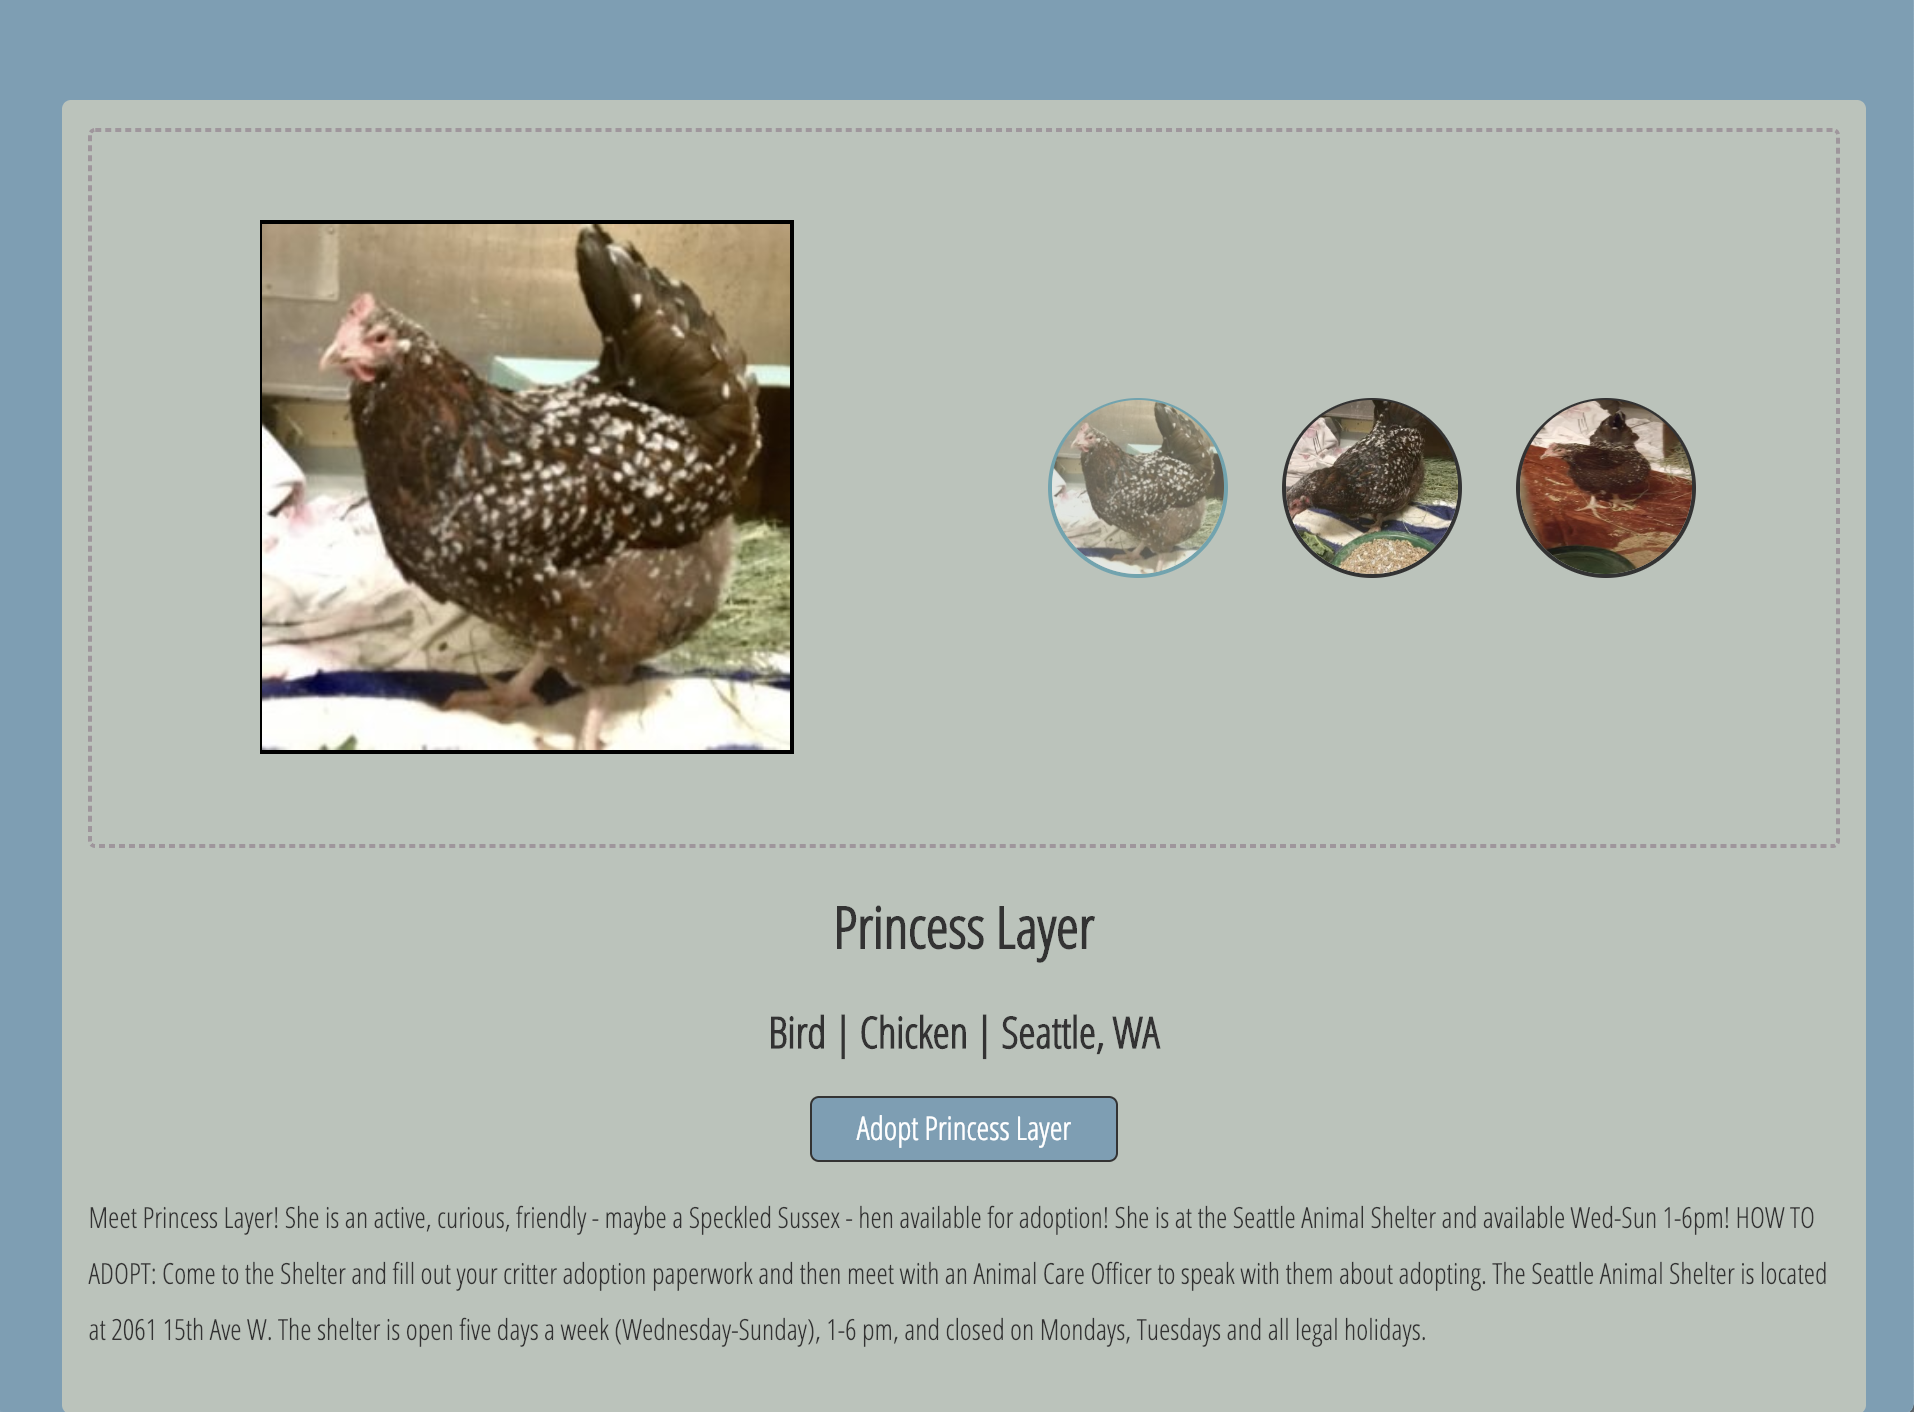 Princess Layer
Bird | Chicken | Seattle, WA
Adopt Princess Layer
Meet Princess Layer! She is an active, curious, friendly - maybe a Speckled Sussex - hen available for adoption! She is at the Seattle Animal Shelter and available Wed-Sun 1-6pm! HOW TO
ADOPT: Come to the Shelter and fill out your critter adoption paperwork and then meet with an Animal Care Officer to speak with them about adopting. The Seattle Animal Shelter is located
at 2061 15th Ave W. The shelter is open five days a week (Wednesday-Sunday), 1-6 pm, and closed on Mondays, Tuesdays and all legal holidays.